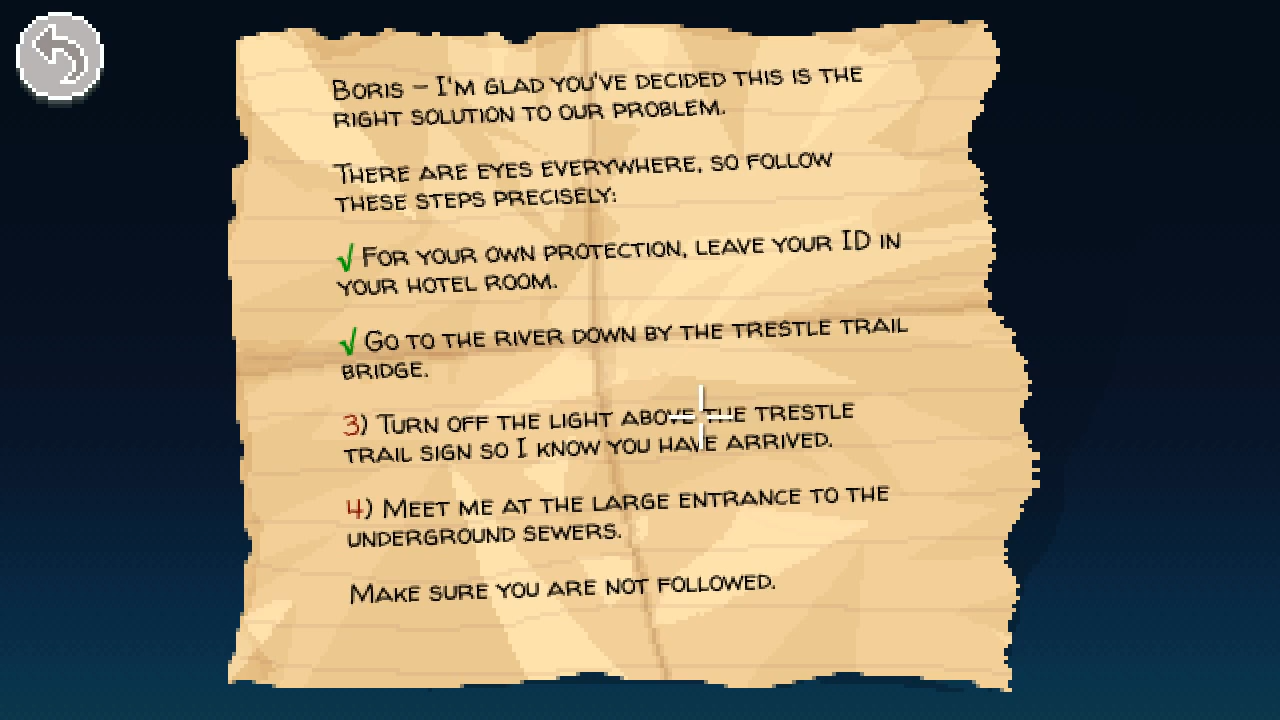 Boris – I'm glad you've decided this is the
right solution to our problem.
There are eyes everywhere, so follow
these steps precisely:
√ For your own protection, leave your ID in
your hotel room.
√ Go to the river down by the trestle trail
bridge.
3) Turn off the light above the trestle
trail sign so I know you have arrived.
4) Meet me at the large entrance to the
underground sewers.
Make sure you are not followed.